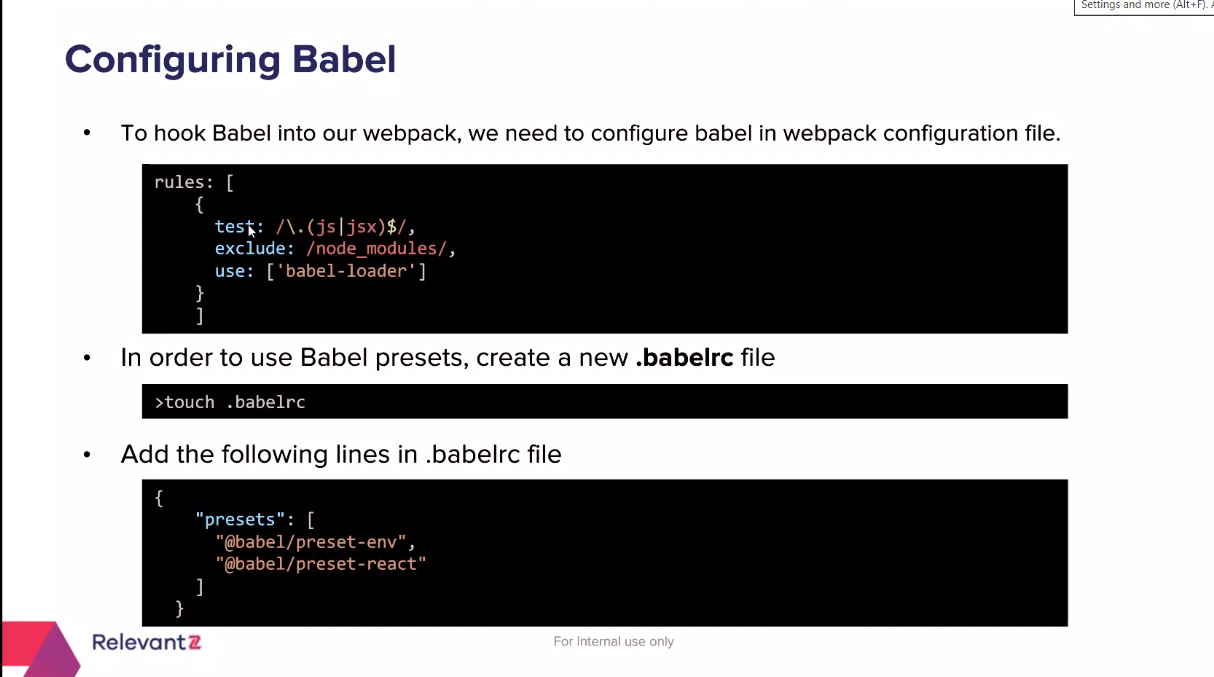 Settings and more (Alt+F).
Configuring Babel
• To hook Babel into our webpack, we need to configure babel in webpack configuration file.
rules: [
{
test: /\.(js|jsx)$/,
exclude: /node_modules/,
use: ['babel-loader']
}
]
• In order to use Babel presets, create a new .babelrc file
>touch .babelrc
• Add the following lines in .babelrc file
{
"presets": [
"@babel/preset-env",
"@babel/preset-react"
]
}
RelevantZ
For Internal use only